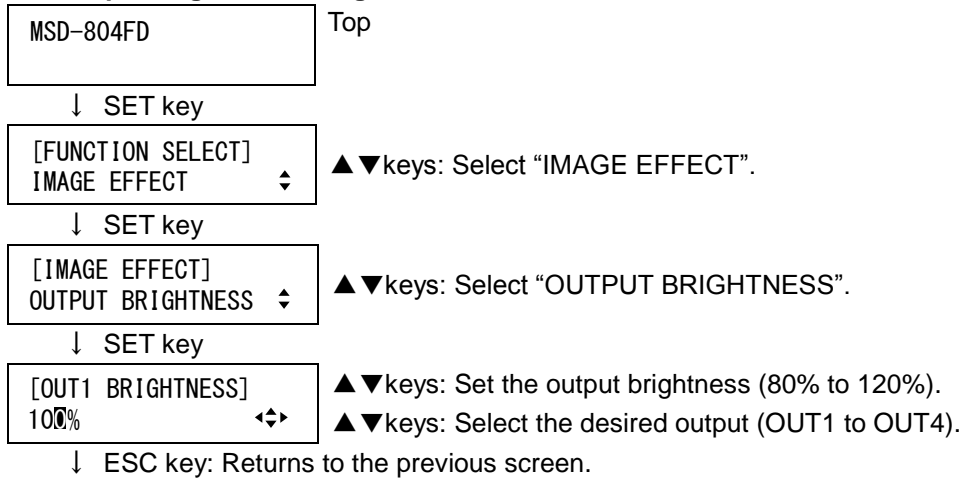 MSD-804FD
Top
↓ SET key
[FUNCTION SELECT]
IMAGE EFFECT
▲▼keys: Select “IMAGE EFFECT”.
↓ SET key
[IMAGE EFFECT]
OUTPUT BRIGHTNESS
▲▼keys: Select “OUTPUT BRIGHTNESS”.
↓ SET key
[OUT1 BRIGHTNESS]
100%
▲▼keys: Set the output brightness (80% to 120%).
▲▼keys: Select the desired output (OUT1 to OUT4).
↓ ESC key: Returns to the previous screen.